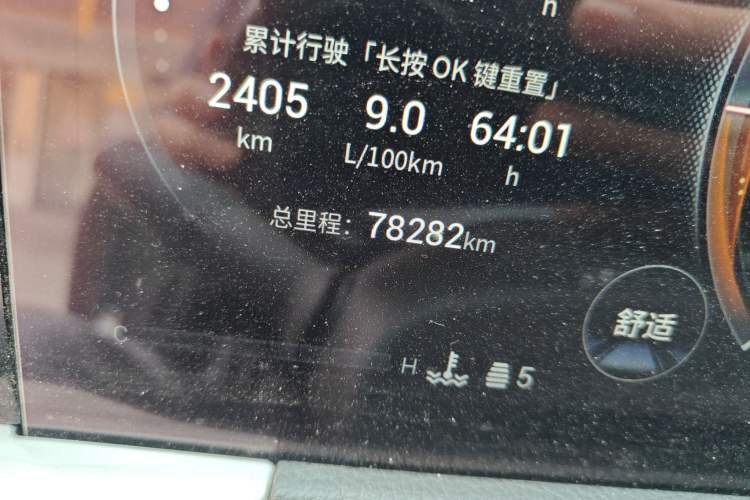 h
累计行驶「长按 OK 键重置」
2405 9.0 64:01
km L/100km h
总里程：78282km
舒适
C H 5